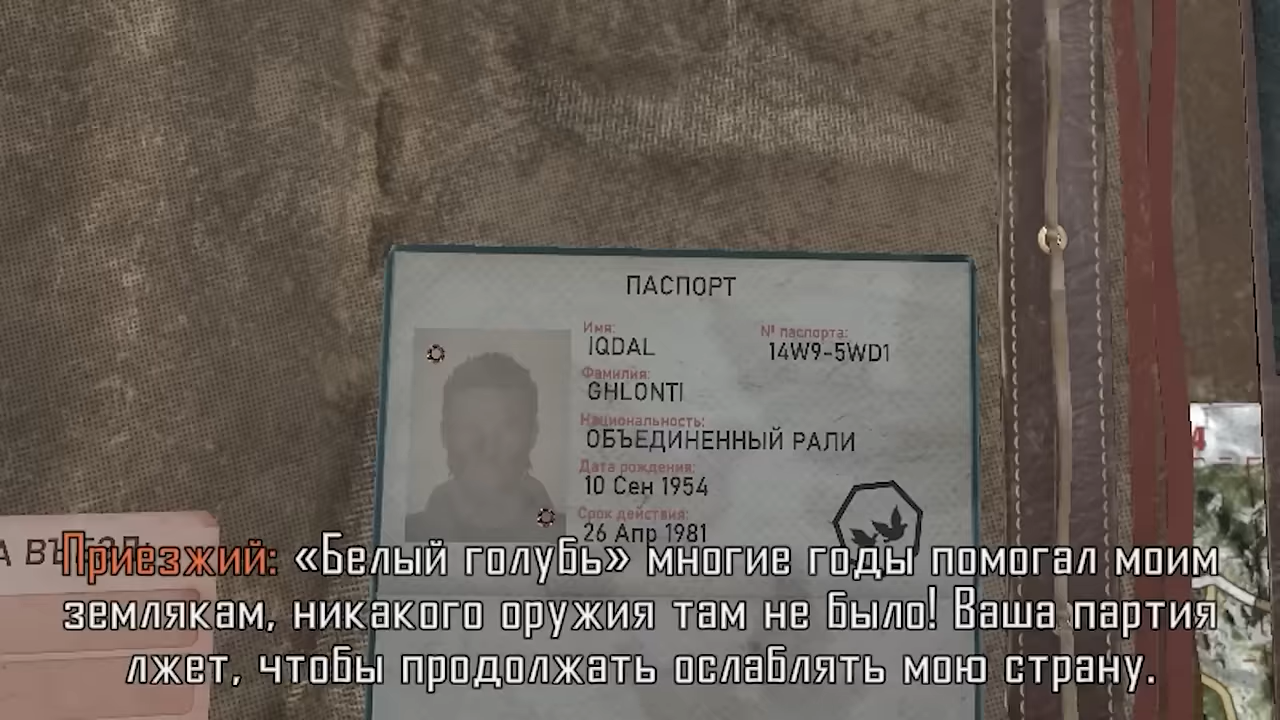 ПАСПОРТ
Имя:
IQDAL
№ паспорта:
14W9-5WD1
Фамилия:
GHLONTI
Национальность:
ОБЪЕДИНЕННЫЙ РАЛИ
Дата рождения:
10 Сен 1954
Срок действия:
26 Апр 1981
4
Приезжий: «Белый голубь» многие годы помогал моим
землякам, никакого оружия там не было! Ваша партия
лжет, чтобы продолжать ослаблять мою страну.